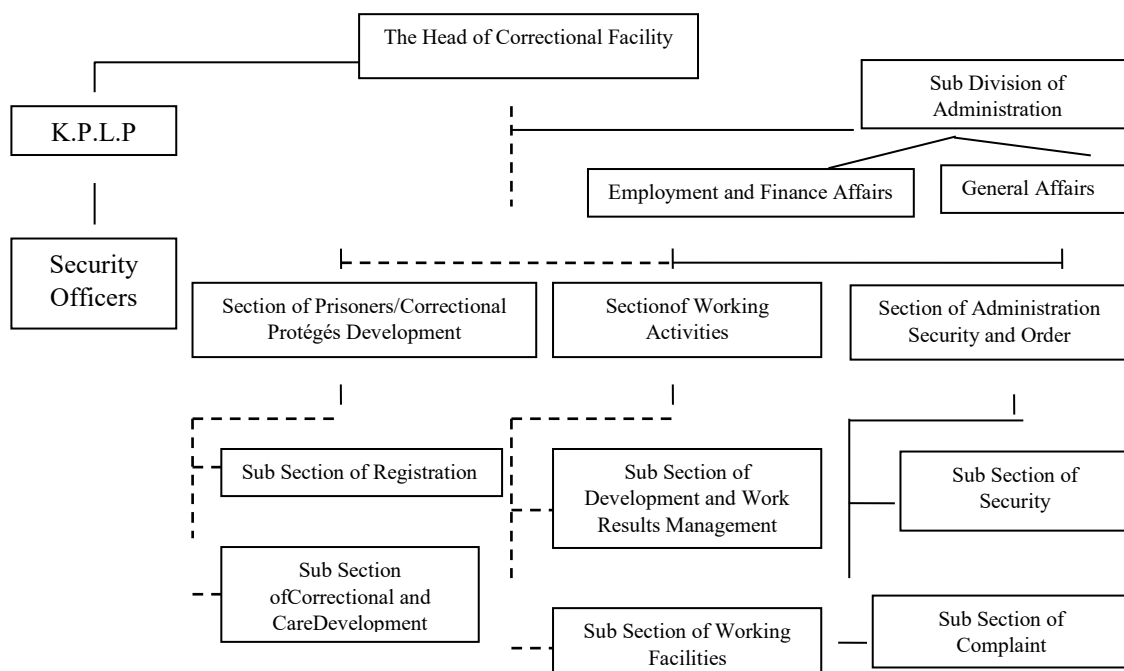 The Head of Correctional Facility
Sub Division of
Administration
K.P.L.P
Employment and Finance Affairs
General Affairs
Security
Officers
Section of Prisoners/Correctional
Protégés Development
Sectionof Working
Activities
Section of Administration
Security and Order
Sub Section of Registration
Sub Section of
Development and Work
Results Management
Sub Section of
Security
Sub Section
ofCorrectional and
CareDevelopment
Sub Section of Working
Facilities
Sub Section of
Complaint